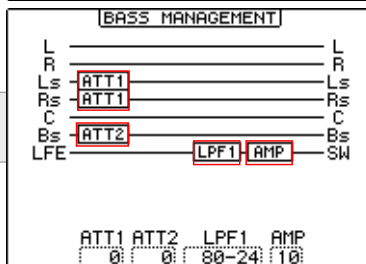 BASS MANAGEMENT
L L
R R
Ls ATT1 Ls
Rs ATT1 Rs
C C
Bs ATT2 Bs
LFE LPF1 AMP SW
ATT1 ATT2 LPF1 AMP
0 0 80-24 10